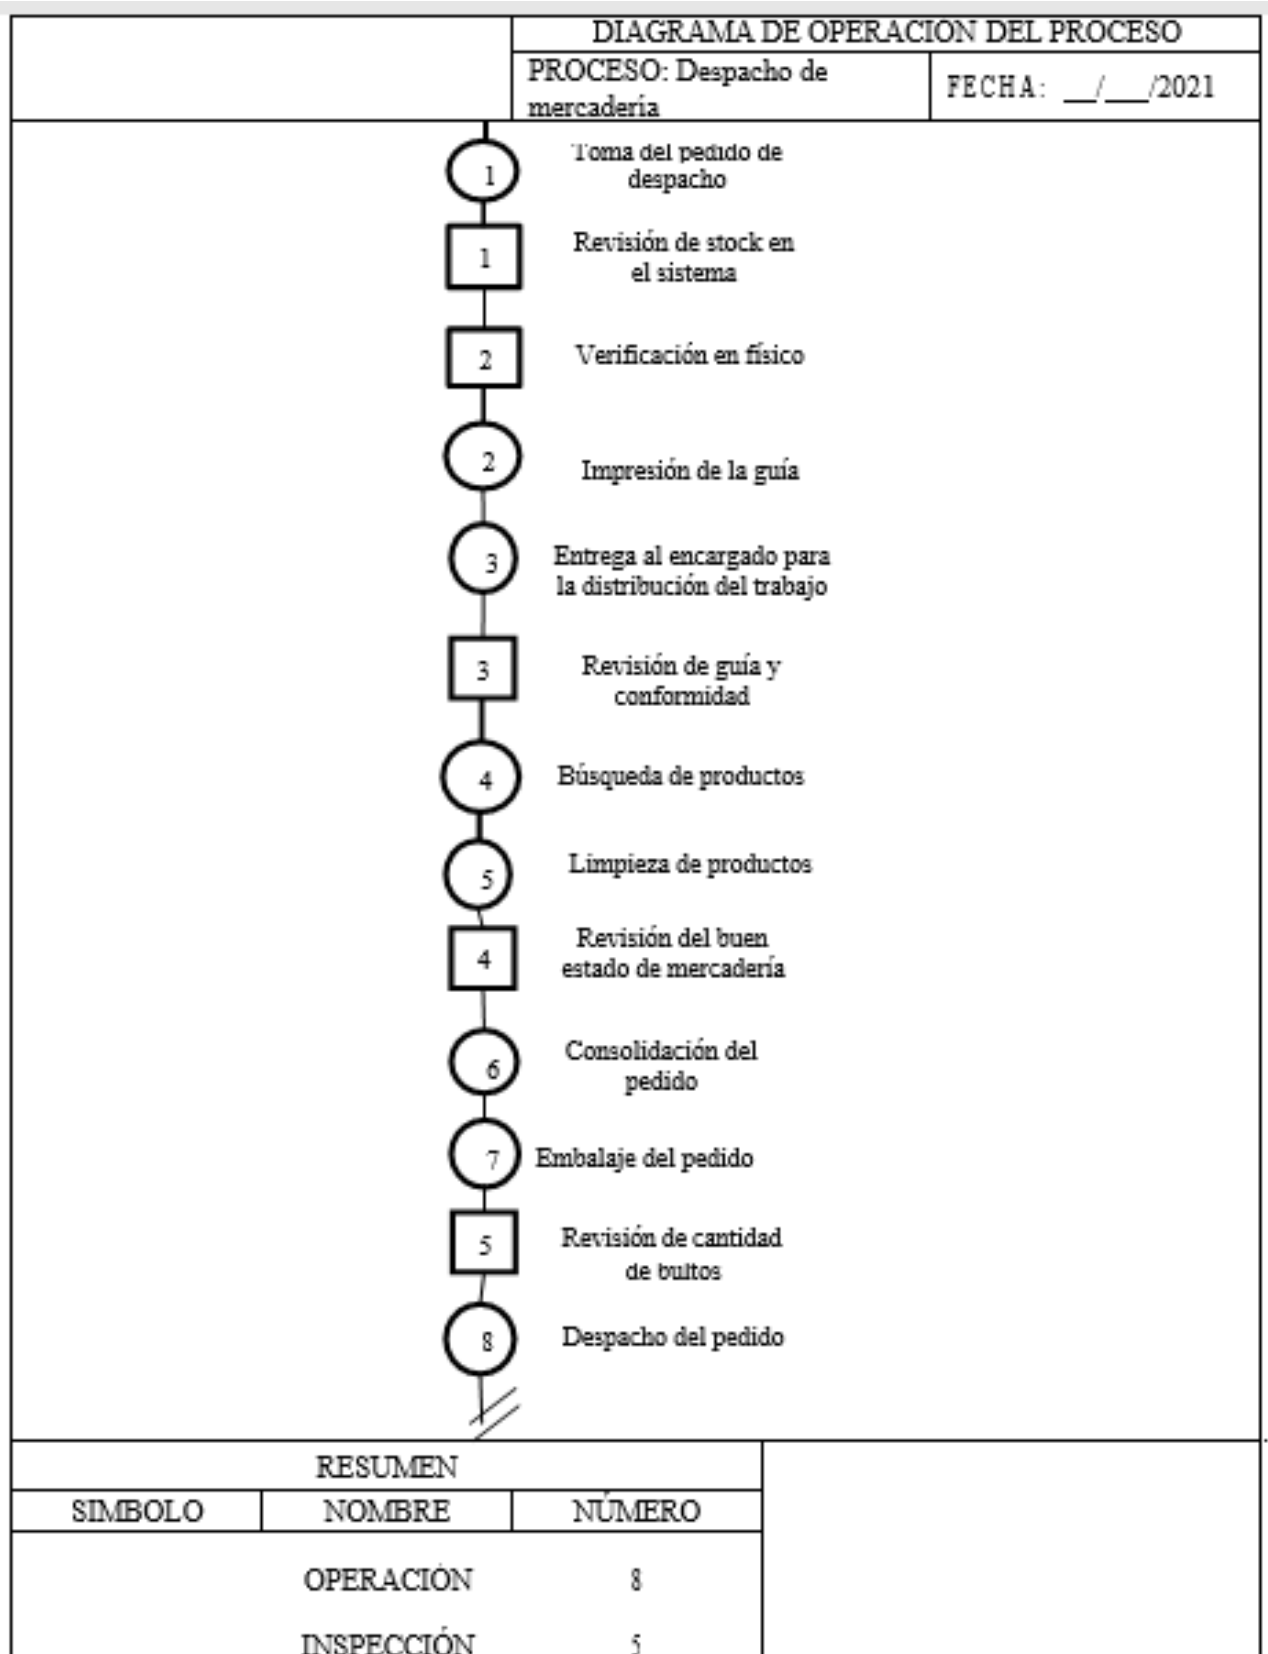 DIAGRAMA DE OPERACIÓN DEL PROCESO
PROCESO: Despacho de
mercadería
FECHA: __/___/2021
1
Toma del pedido de
despacho
1
Revisión de stock en
el sistema
2
Verificación en físico
2
Impresión de la guía
3
Entrega al encargado para
la distribución del trabajo
3
Revisión de guía y
conformidad
4
Búsqueda de productos
5
Limpieza de productos
4
Revisión del buen
estado de mercadería
6
Consolidación del
pedido
7
Embalaje del pedido
5
Revisión de cantidad
de bultos
8
Despacho del pedido
RESUMEN
SIMBOLO NOMBRE NÚMERO
OPERACIÓN 8
INSPECCIÓN 5